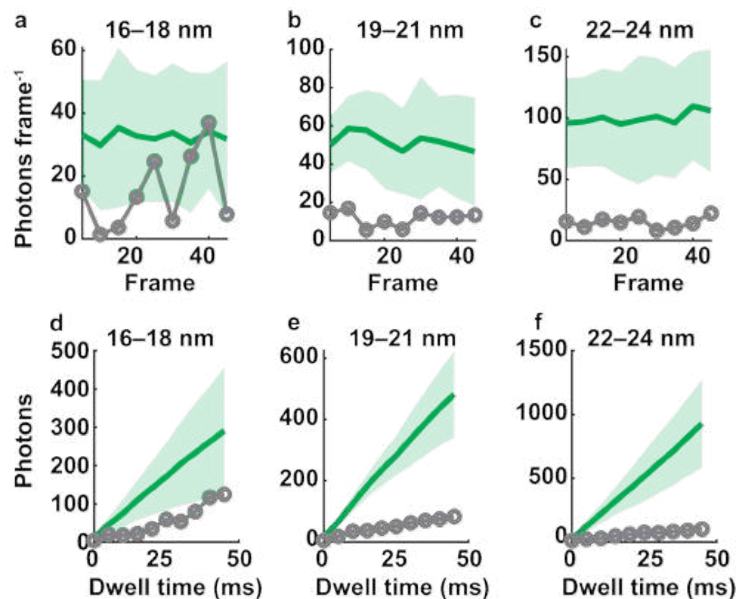 a
16–18 nm
Photons frame⁻¹
60
40
20
0
20
40
Frame
b
19–21 nm
100
80
60
40
20
0
20
40
Frame
c
22–24 nm
150
100
50
0
20
40
Frame
d
16–18 nm
Photons
500
400
300
200
100
0
0
25
50
Dwell time (ms)
e
19–21 nm
600
400
200
0
0
25
50
Dwell time (ms)
f
22–24 nm
1500
1000
500
0
0
25
50
Dwell time (ms)